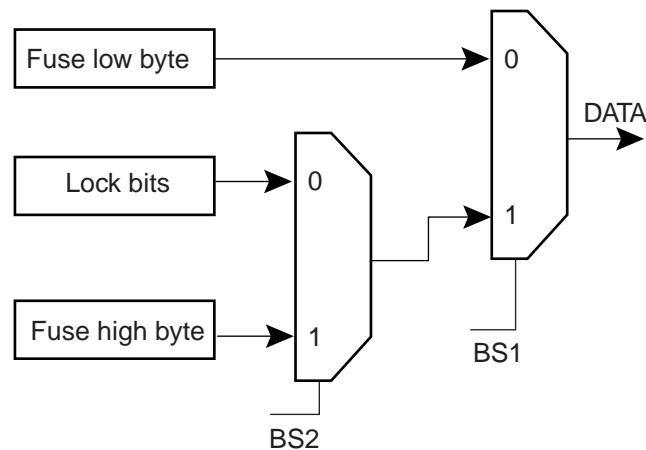 Fuse low byte
0
DATA
Lock bits
0
1
Fuse high byte
1
BS1
BS2